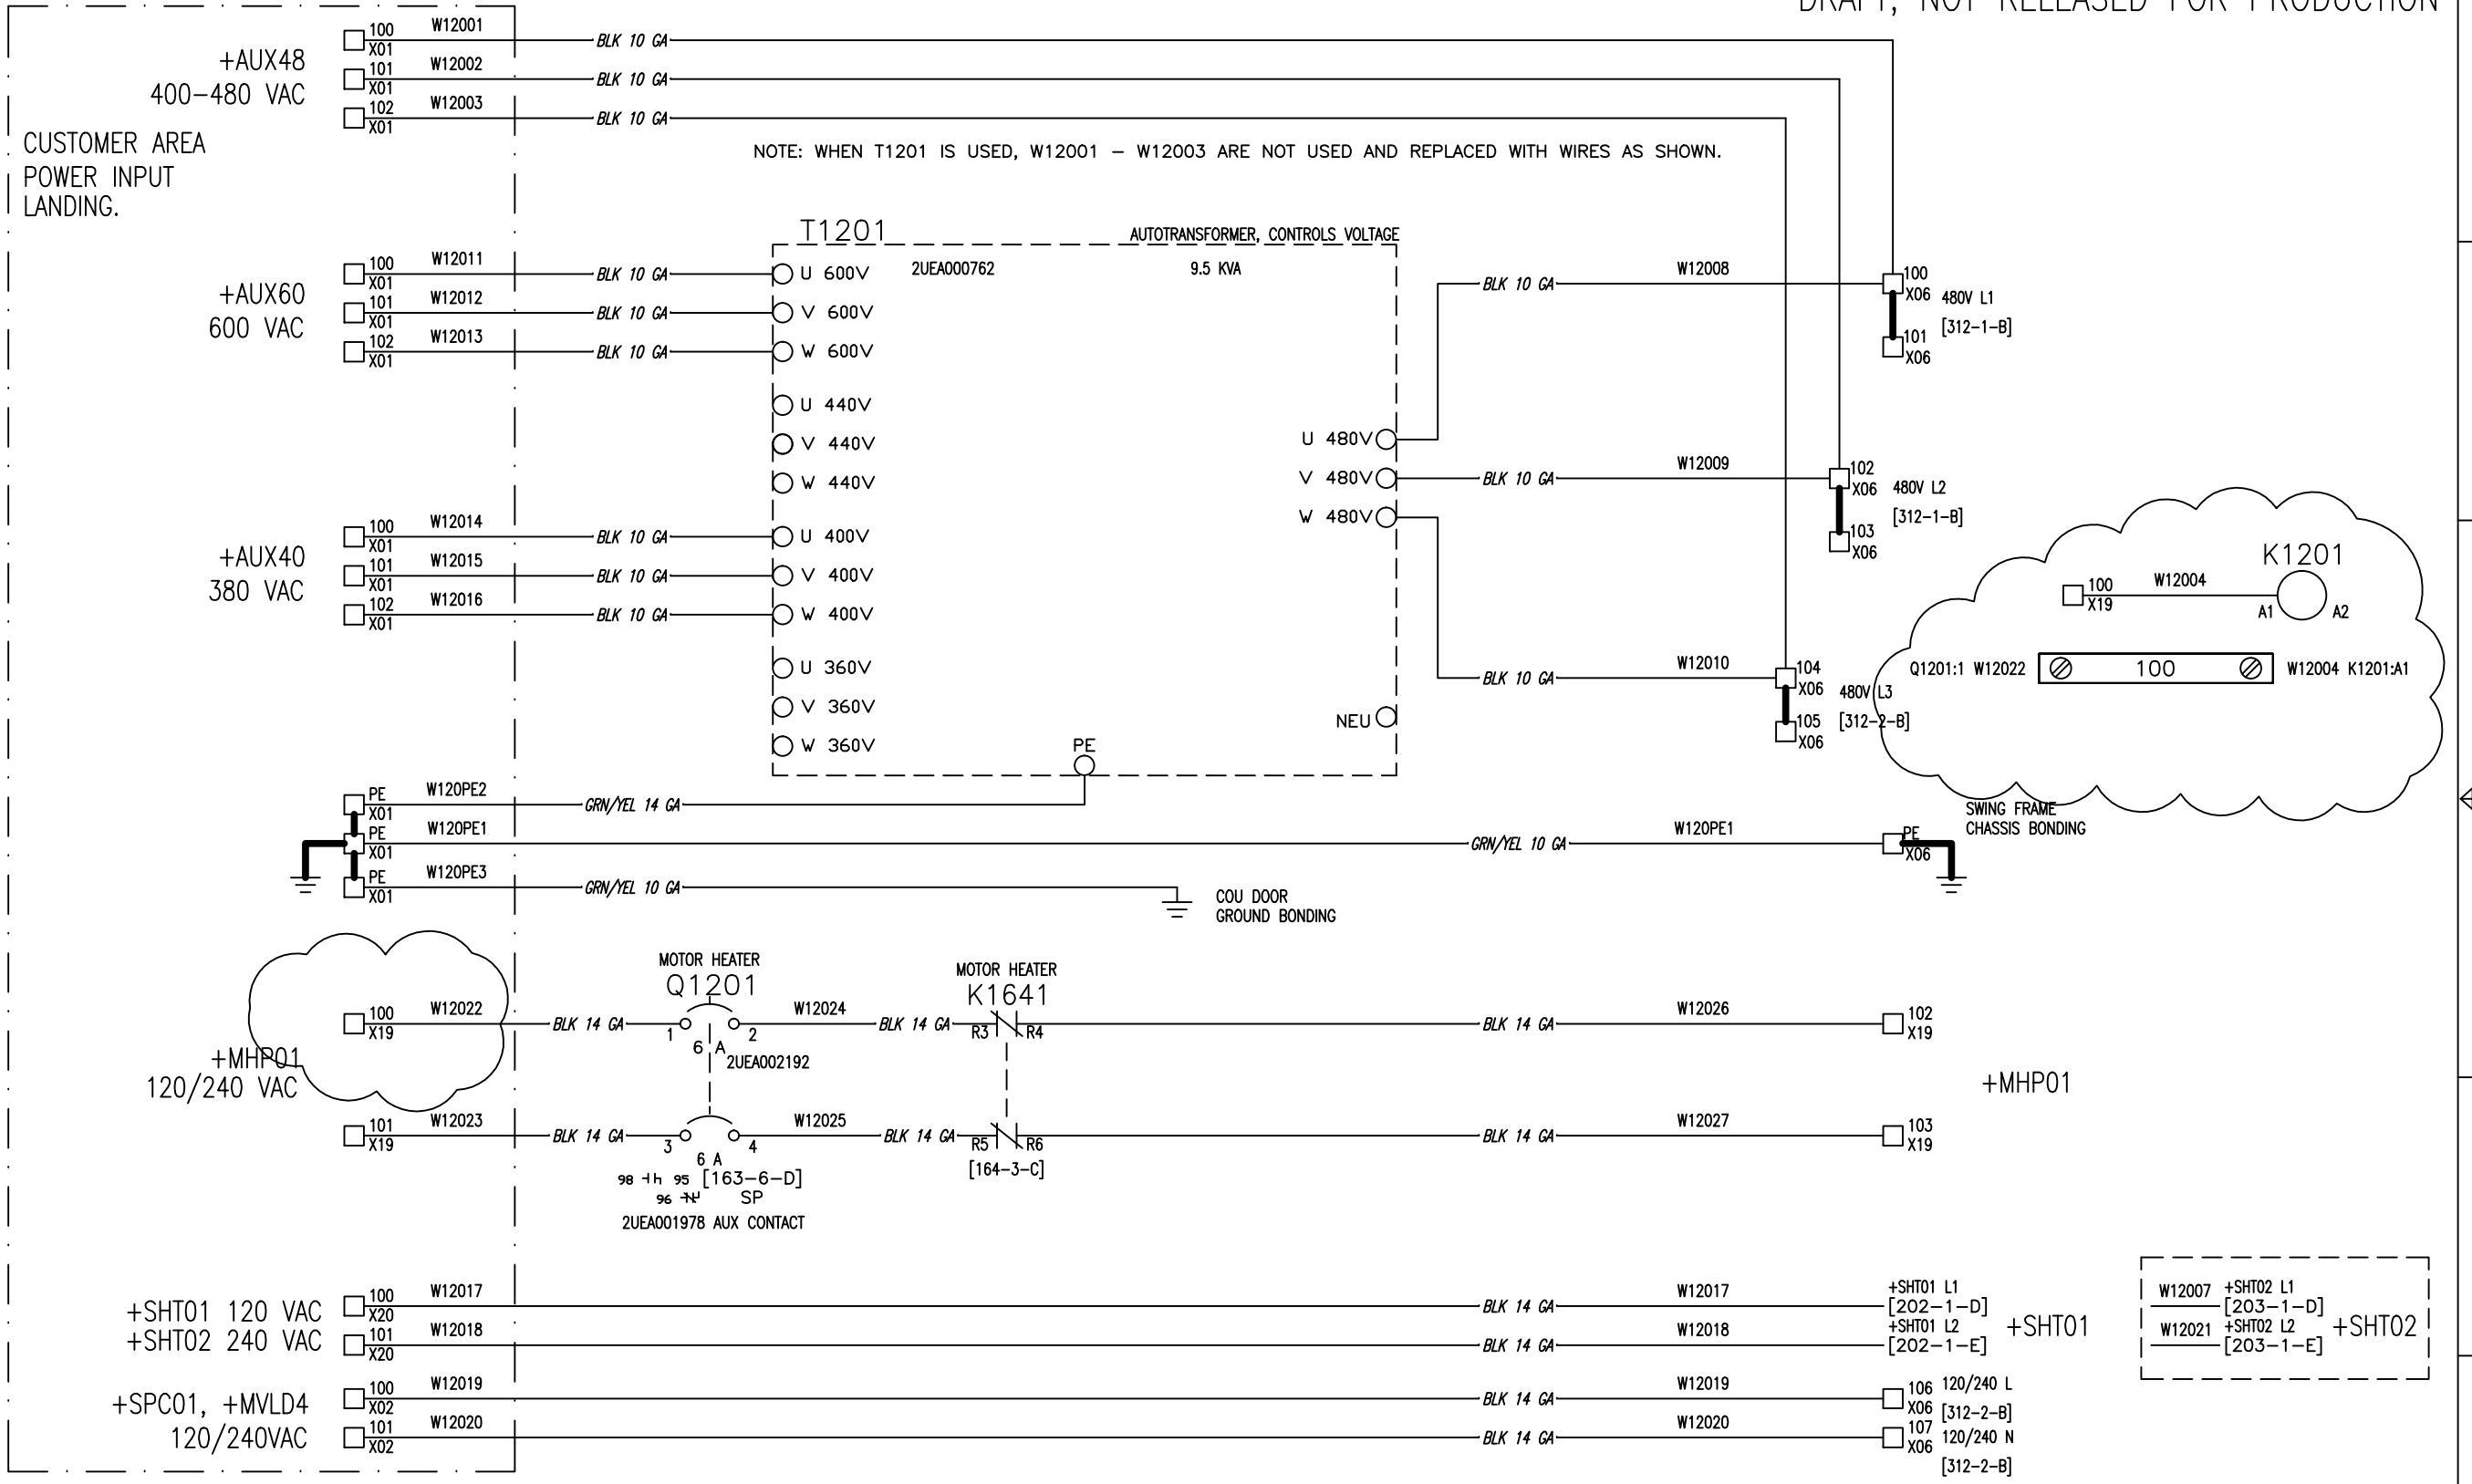 DRAFT, NOT RELEASED FOR PRODUCTION
+AUX48
400-480 VAC
100
X01
W12001
BLK 10 GA
101
X01
W12002
BLK 10 GA
102
X01
W12003
BLK 10 GA
CUSTOMER AREA
POWER INPUT
LANDING.
NOTE: WHEN T1201 IS USED, W12001 - W12003 ARE NOT USED AND REPLACED WITH WIRES AS SHOWN.
T1201
AUTOTRANSFORMER, CONTROLS VOLTAGE
2UEA000762
9.5 KVA
+AUX60
600 VAC
100
X01
W12011
BLK 10 GA
U 600V
101
X01
W12012
BLK 10 GA
V 600V
102
X01
W12013
BLK 10 GA
W 600V
U 440V
V 440V
W 440V
+AUX40
380 VAC
100
X01
W12014
BLK 10 GA
U 400V
101
X01
W12015
BLK 10 GA
V 400V
102
X01
W12016
BLK 10 GA
W 400V
U 360V
V 360V
W 360V
U 480V
V 480V
W 480V
NEU
PE
BLK 10 GA
W12008
100
X06
480V L1
[312-1-B]
101
X06
BLK 10 GA
W12009
102
X06
480V L2
[312-1-B]
103
X06
BLK 10 GA
W12010
104
X06
480V L3
[312-2-B]
105
X06
K1201
100
X19
W12004
A1
A2
Q1201:1 W12022
100
W12004 K1201:A1
PE
X01
W120PE2
GRN/YEL 14 GA
PE
X01
W120PE1
GRN/YEL 10 GA
W120PE1
PE
X06
SWING FRAME
CHASSIS BONDING
PE
X01
W120PE3
GRN/YEL 10 GA
COU DOOR
GROUND BONDING
MOTOR HEATER
Q1201
MOTOR HEATER
K1641
100
X19
W12022
BLK 14 GA
1
2
6 A
2UEA002192
W12024
BLK 14 GA
R3
R4
BLK 14 GA
W12026
102
X19
+MHP01
120/240 VAC
+MHP01
101
X19
W12023
BLK 14 GA
3
4
6 A
W12025
BLK 14 GA
R5
R6
[164-3-C]
BLK 14 GA
W12027
103
X19
98
95
[163-6-D]
96
SP
2UEA001978 AUX CONTACT
+SHT01 120 VAC
+SHT02 240 VAC
100
X20
W12017
BLK 14 GA
W12017
+SHT01 L1
[202-1-D]
101
X20
W12018
BLK 14 GA
W12018
+SHT01 L2
[202-1-E]
+SHT01
W12007
+SHT02 L1
[203-1-D]
W12021
+SHT02 L2
[203-1-E]
+SHT02
+SPC01, +MVLD4
120/240VAC
100
X02
W12019
BLK 14 GA
W12019
106
X06
120/240 L
[312-2-B]
101
X02
W12020
BLK 14 GA
W12020
107
X06
120/240 N
[312-2-B]